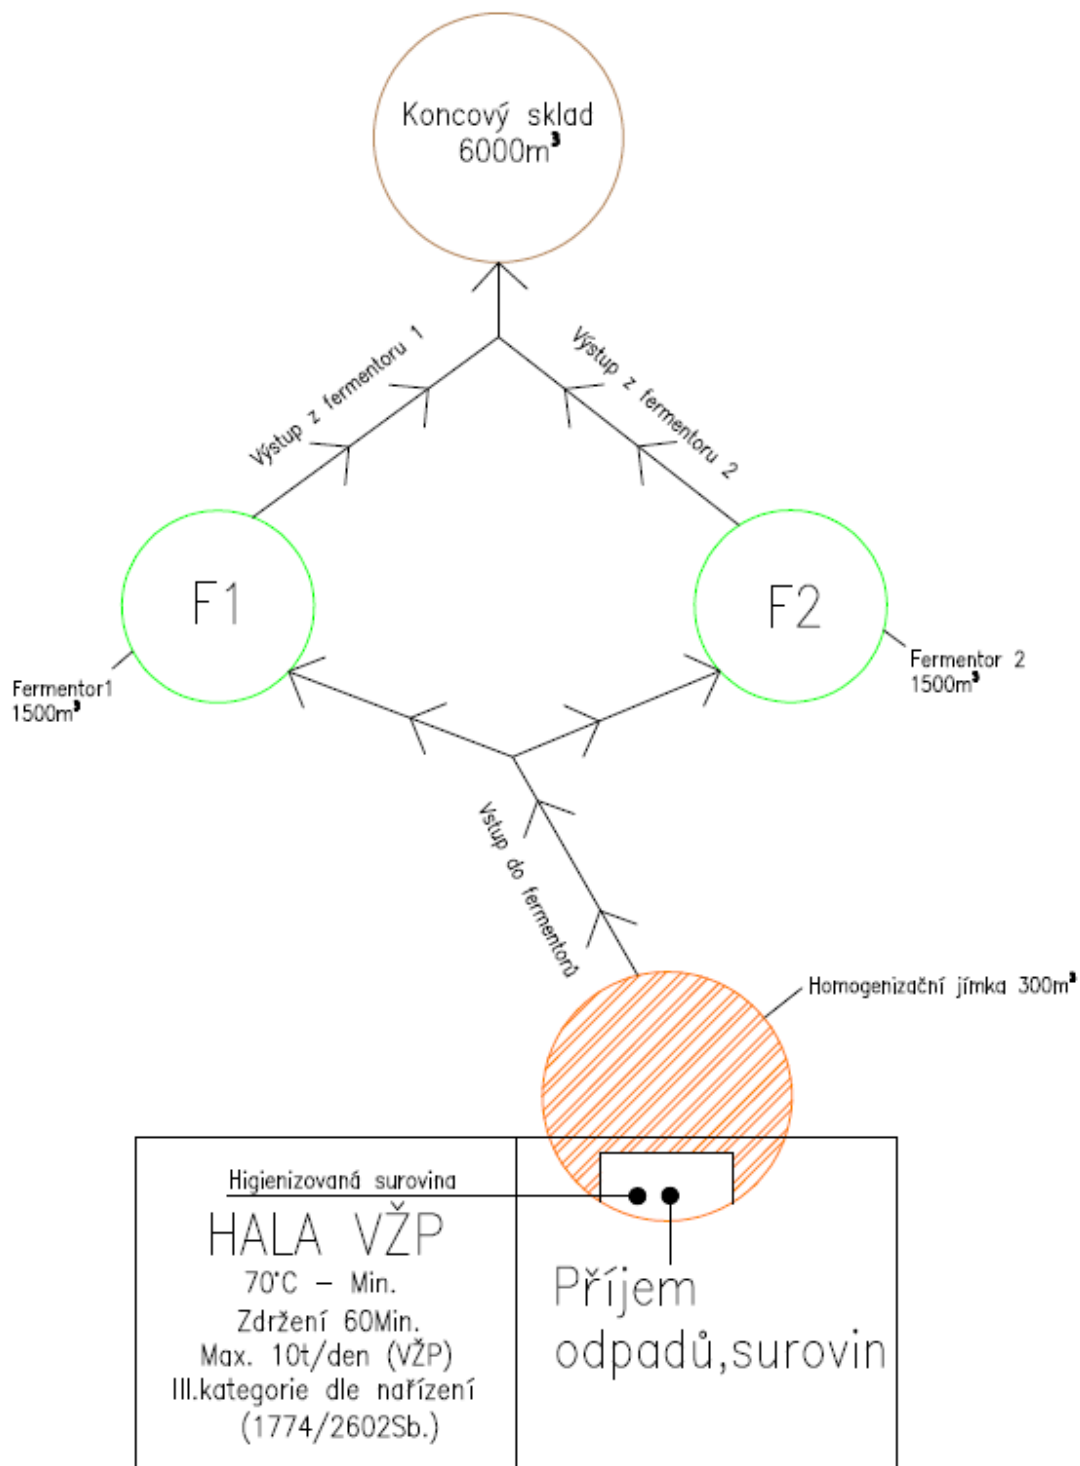 Koncový sklad
6000m³
Výstup z fermentoru 1
Výstup z fermentoru 2
F1
F2
Fermentor1
1500m³
Fermentor 2
1500m³
Vstup do fermentorů
Homogenizační jímka 300m³
Higienizovaná surovina
HALA VŽP
70°C - Min.
Zdržení 60Min.
Max. 10t/den (VŽP)
III.kategorie dle nařízení
(1774/2602Sb.)
Příjem
odpadů,surovin